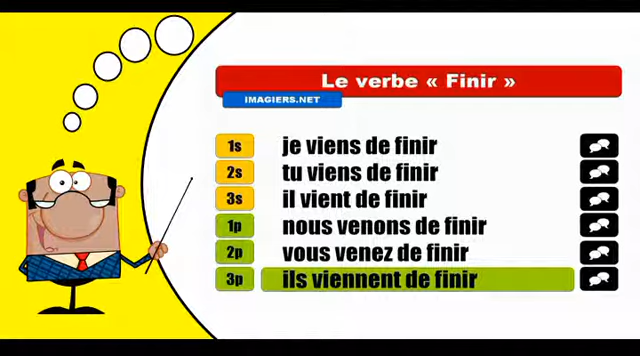 Le verbe « Finir »
IMAGIERS.NET
1s je viens de finir
2s tu viens de finir
3s il vient de finir
1p nous venons de finir
2p vous venez de finir
3p ils viennent de finir